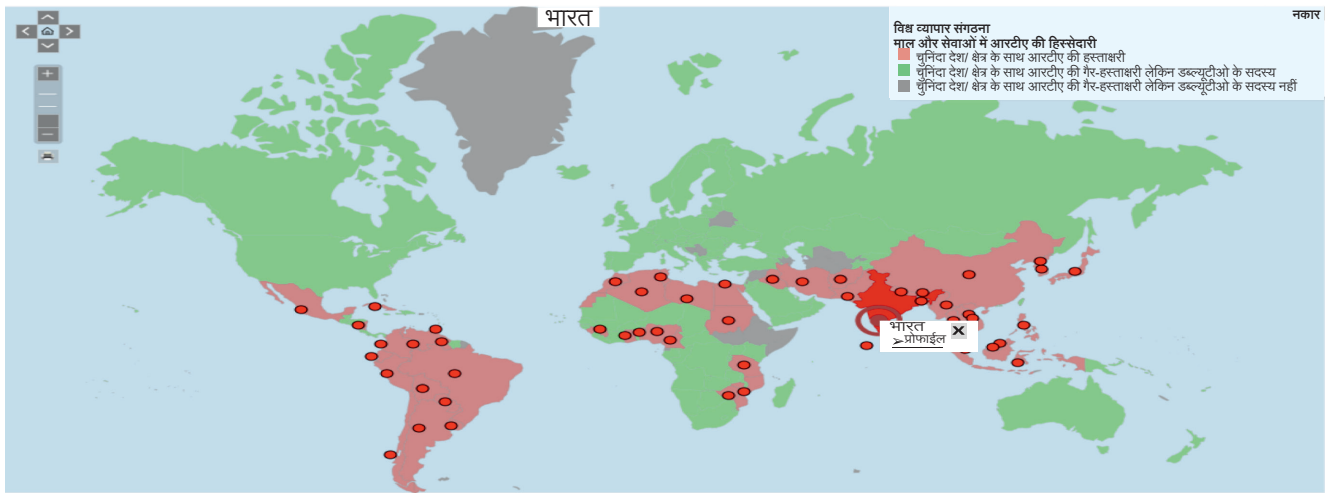 भारत
नकार
विश्व व्यापार संगठना
माल और सेवाओं में आरटीए की हिस्सेदारी
चुनिंदा देश/ क्षेत्र के साथ आरटीए की हस्ताक्षरी
चुनिंदा देश/ क्षेत्र के साथ आरटीए की गैर-हस्ताक्षरी लेकिन डब्ल्यूटीओ के सदस्य
चुनिंदा देश/ क्षेत्र के साथ आरटीए की गैर-हस्ताक्षरी लेकिन डब्ल्यूटीओ के सदस्य नहीं
भारत
➢प्रोफाईल